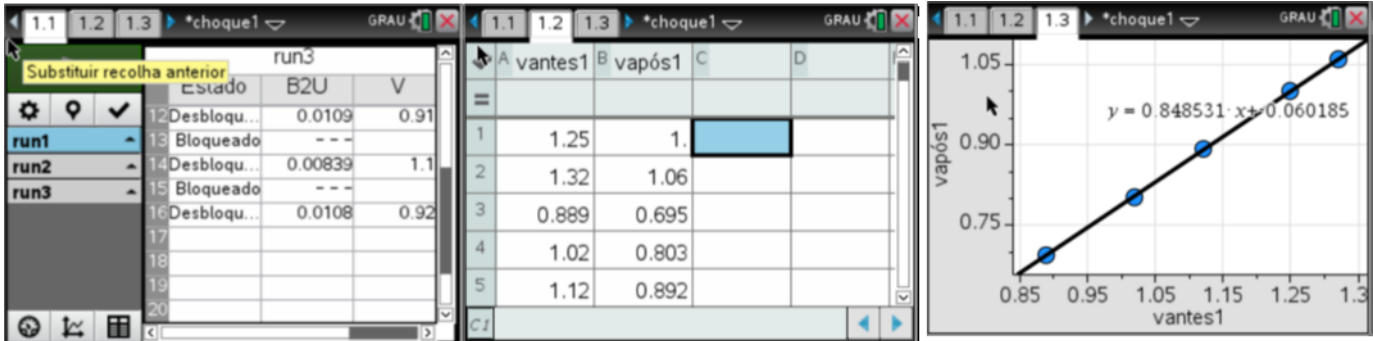 1.1 1.2 1.3 *choque1 GRAU
Substituir recolha anterior
run1
run2
run3
run3
Estado B2U V
12 Desbloqu... 0.0109 0.91
13 Bloqueado ---
14 Desbloqu... 0.00839 1.1
15 Bloqueado ---
16 Desbloqu... 0.0108 0.92
17
18
19
20
1.1 1.2 1.3 *choque1 GRAU
A vantes1 B vapós1 C D
=
1 1.25 1.
2 1.32 1.06
3 0.889 0.695
4 1.02 0.803
5 1.12 0.892
C1
1.1 1.2 1.3 *choque1 GRAU
1.05
0.90
0.75
vapós1
y = 0.848531·x+-0.060185
0.85 0.95 1.05 1.15 1.25 1.3
vantes1